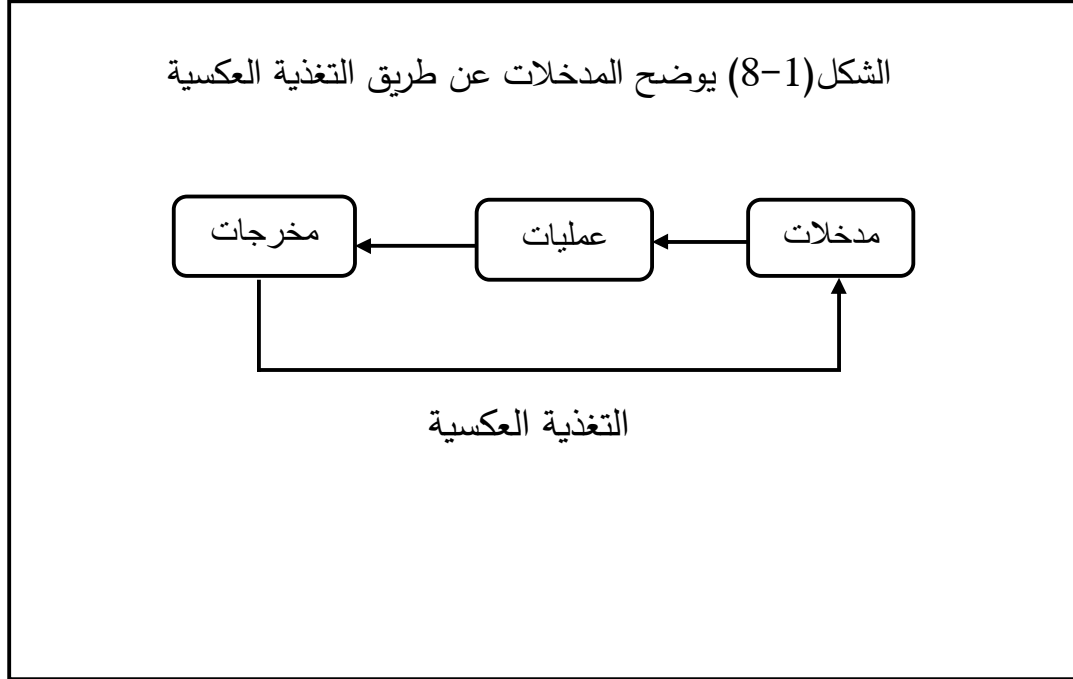 الشكل(1-8) يوضح المدخلات عن طريق التغذية العكسية
مدخلات
عمليات
مخرجات
التغذية العكسية